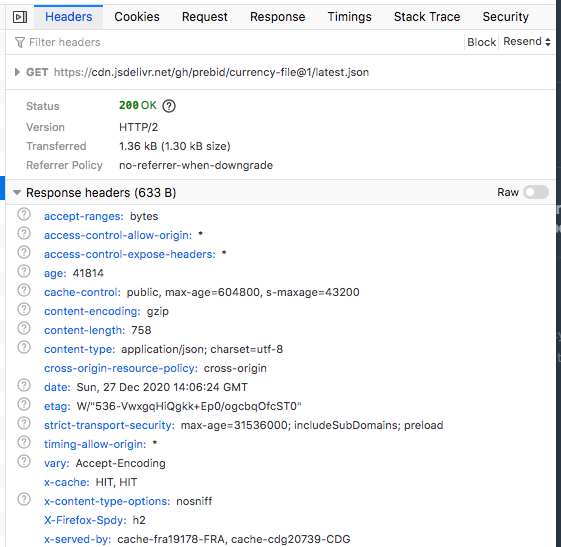 Headers Cookies Request Response Timings Stack Trace Security
Filter headers Block Resend
GET https://cdn.jsdelivr.net/gh/prebid/currency-file@1/latest.json
Status 200 OK ?
Version HTTP/2
Transferred 1.36 kB (1.30 kB size)
Referrer Policy no-referrer-when-downgrade
Response headers (633 B) Raw
? accept-ranges: bytes
? access-control-allow-origin: *
? access-control-expose-headers: *
? age: 41814
? cache-control: public, max-age=604800, s-maxage=43200
? content-encoding: gzip
? content-length: 758
? content-type: application/json; charset=utf-8
cross-origin-resource-policy: cross-origin
? date: Sun, 27 Dec 2020 14:06:24 GMT
? etag: W/"536-VwxgqHiQgkk+Ep0/ogcbqOfcST0"
? strict-transport-security: max-age=31536000; includeSubDomains; preload
? timing-allow-origin: *
? vary: Accept-Encoding
x-cache: HIT, HIT
? x-content-type-options: nosniff
X-Firefox-Spdy: h2
x-served-by: cache-fra19178-FRA, cache-cdg20739-CDG